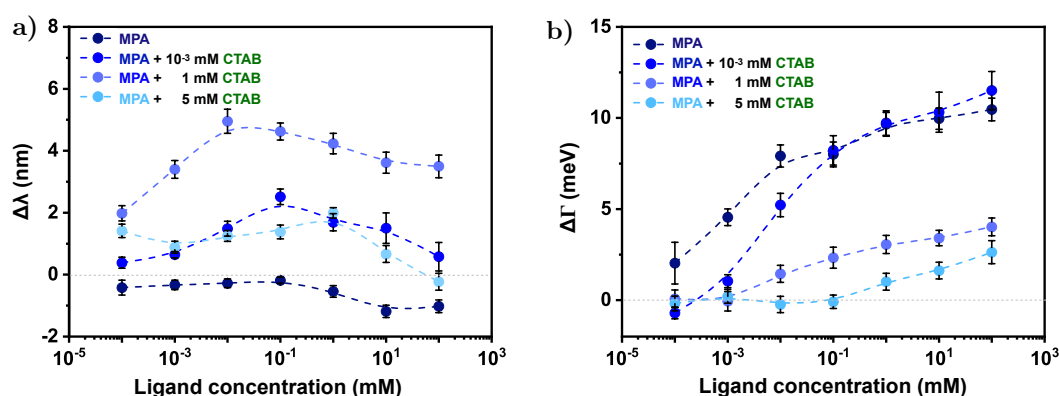 a)
MPA
MPA + 10⁻³ mM CTAB
MPA + 1 mM CTAB
MPA + 5 mM CTAB
8
6
4
2
0
-2
Δλ (nm)
10⁻⁵ 10⁻³ 10⁻¹ 10¹ 10³
Ligand concentration (mM)
b)
MPA
MPA + 10⁻³ mM CTAB
MPA + 1 mM CTAB
MPA + 5 mM CTAB
15
10
5
0
ΔΓ (meV)
10⁻⁵ 10⁻³ 10⁻¹ 10¹ 10³
Ligand concentration (mM)